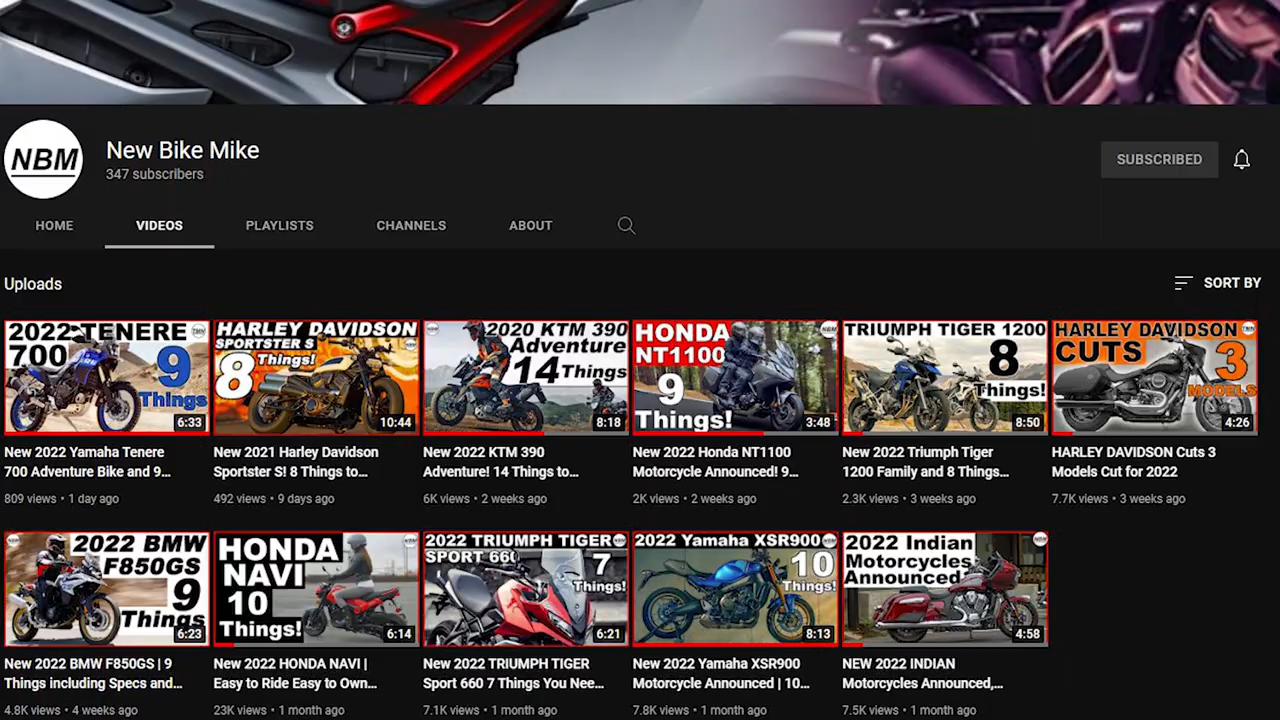 NBM
New Bike Mike
347 subscribers
SUBSCRIBED
HOME
VIDEOS
PLAYLISTS
CHANNELS
ABOUT
Uploads
SORT BY
2022 TENERE
700
9
Things
6:33
New 2022 Yamaha Tenere
700 Adventure Bike and 9...
809 views • 1 day ago
HARLEY DAVIDSON
SPORTSTER S
8 Things!
10:44
New 2021 Harley Davidson
Sportster S! 8 Things to...
492 views • 9 days ago
2020 KTM 390
Adventure
14 Things
8:18
New 2022 KTM 390
Adventure! 14 Things to...
6K views • 2 weeks ago
HONDA
NT1100
9
Things!
3:48
New 2022 Honda NT1100
Motorcycle Announced! 9...
2K views • 2 weeks ago
TRIUMPH TIGER 1200
8
Things!
8:50
New 2022 Triumph Tiger
1200 Family and 8 Things...
2.3K views • 3 weeks ago
HARLEY DAVIDSON
CUTS 3
MODELS
4:26
HARLEY DAVIDSON Cuts 3
Models Cut for 2022
7.7K views • 3 weeks ago
2022 BMW
F850GS
9
Things
6:23
New 2022 BMW F850GS | 9
Things including Specs and...
4.8K views • 4 weeks ago
HONDA
NAVI
10
Things!
6:14
New 2022 HONDA NAVI |
Easy to Ride Easy to Own...
23K views • 1 month ago
2022 TRIUMPH TIGER
SPORT 660
7
Things!
6:21
New 2022 TRIUMPH TIGER
Sport 660 7 Things You Nee...
7.1K views • 1 month ago
2022 Yamaha XSR900
10
Things!
8:13
New 2022 Yamaha XSR900
Motorcycle Announced | 10...
7.8K views • 1 month ago
2022 Indian
Motorcycles
Announced
4:58
NEW 2022 INDIAN
Motorcycles Announced,...
7.5K views • 1 month ago